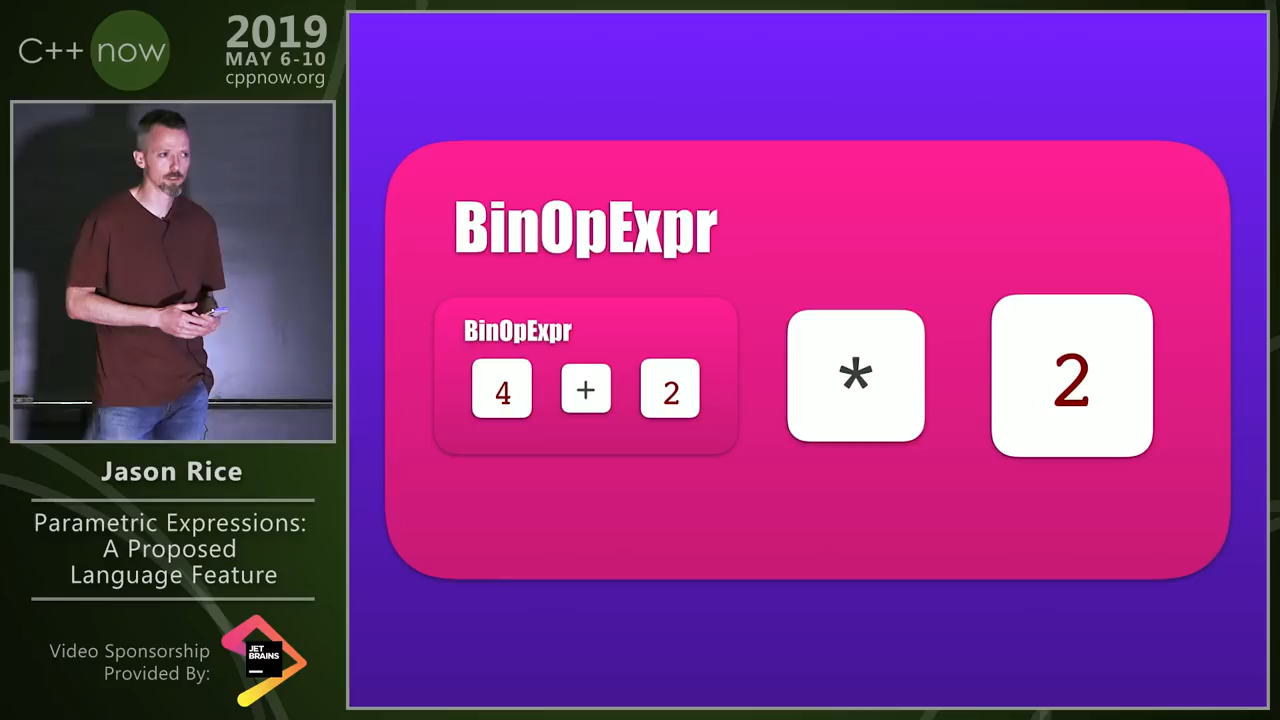 C++ now
2019
MAY 6-10
cppnow.org
Jason Rice
Parametric Expressions:
A Proposed
Language Feature
Video Sponsorship
Provided By:
JET
BRAINS
BinOpExpr
BinOpExpr
4 + 2
* 2